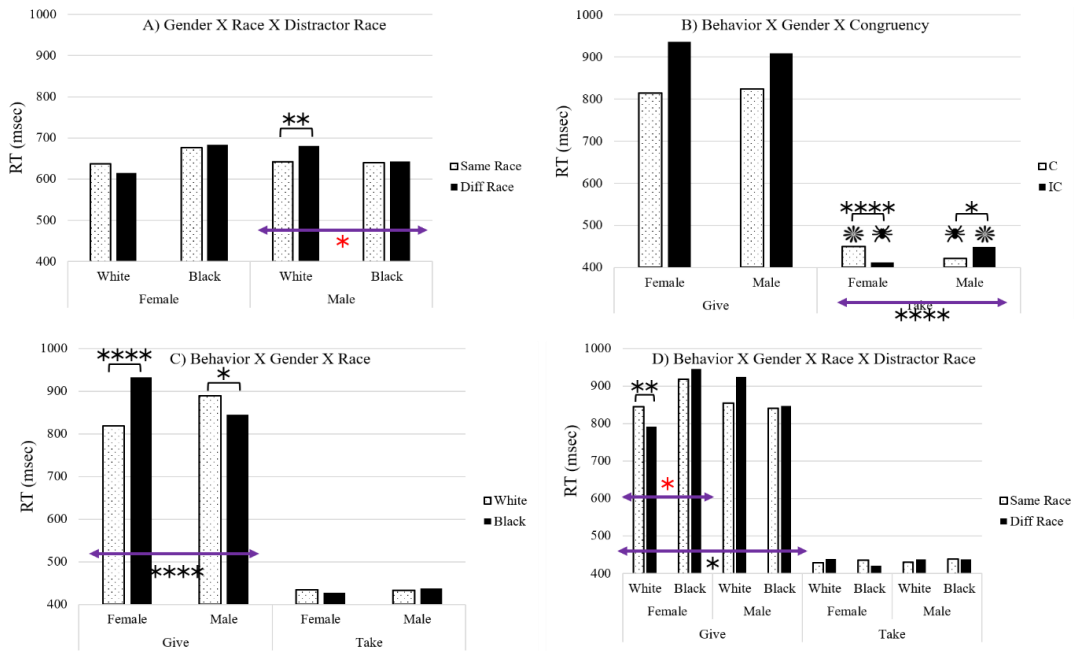 A) Gender X Race X Distractor Race
1000
900
800
700
600
500
400
RT (msec)
**
*
Same Race
Diff Race
White
Black
White
Black
Female
Male
B) Behavior X Gender X Congruency
1000
900
800
700
600
500
400
RT (msec)
****
*
C
IC
Female
Male
Female
Male
Give
Take
****
C) Behavior X Gender X Race
1000
900
800
700
600
500
400
RT (msec)
****
*
****
White
Black
Female
Male
Female
Male
Give
Take
D) Behavior X Gender X Race X Distractor Race
1000
900
800
700
600
500
400
RT (msec)
**
*
*
Same Race
Diff Race
White
Black
White
Black
White
Black
White
Black
Female
Male
Female
Male
Give
Take